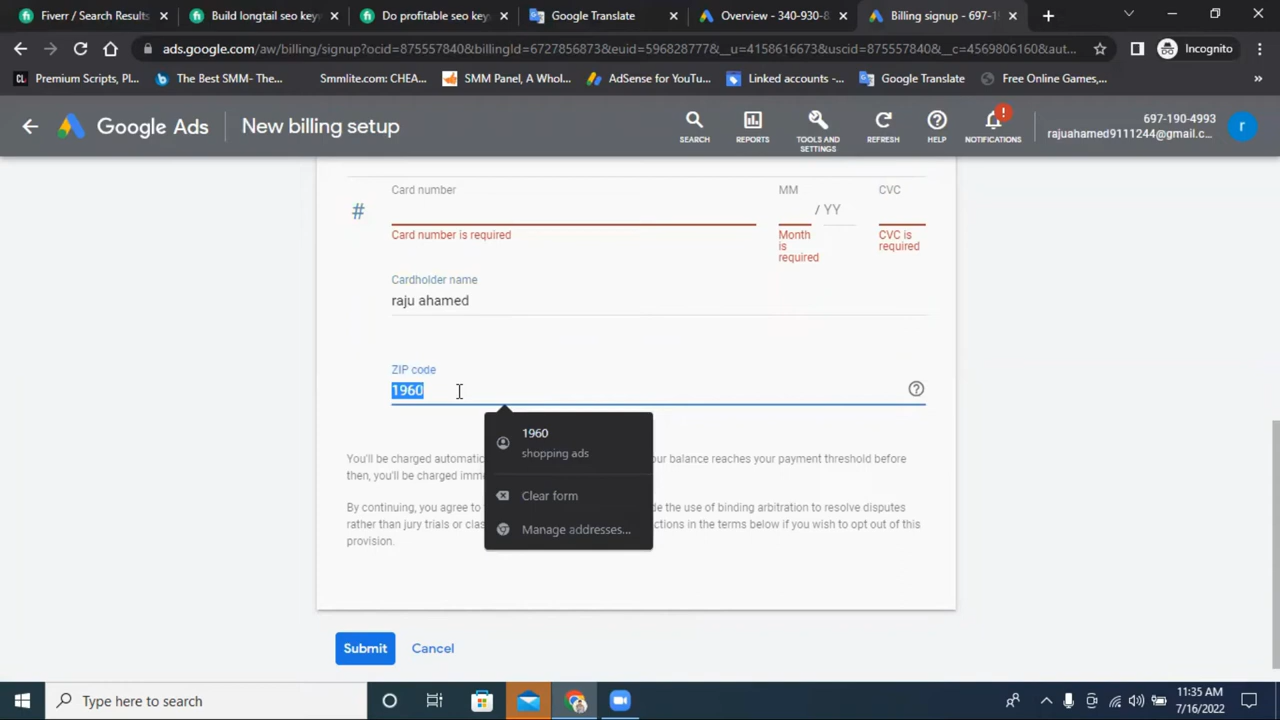 Fiverr / Search Results
Build longtail seo key
Do profitable seo key
Google Translate
Overview - 340-930-8
Billing signup - 697-1
ads.google.com/aw/billing/signup?ocid=875557840&billingId=6727856873&euid=596828777&__u=4158616673&uscid=875557840&__c=4569806160&aut...
Incognito
CL Premium Scripts, Pl...
The Best SMM- The...
Smmlite.com: CHEA...
SMM Panel, A Whol...
AdSense for YouTu...
Linked accounts -...
Google Translate
Free Online Games,...
»
Google Ads
New billing setup
SEARCH
REPORTS
TOOLS AND
SETTINGS
REFRESH
HELP
!
NOTIFICATIONS
697-190-4993
rajuahamed9111244@gmail.c...
r
Card number
MM
CVC
#
/ YY
Card number is required
Month
is
required
CVC is
required
Cardholder name
raju ahamed
ZIP code
1960
1960
shopping ads
Clear form
Manage addresses...
You'll be charged automatic
our balance reaches your payment threshold before
then, you'll be charged imm
By continuing, you agree to
de the use of binding arbitration to resolve disputes
rather than jury trials or clas
ctions in the terms below if you wish to opt out of this
provision.
Submit
Cancel
Type here to search
11:35 AM
7/16/2022